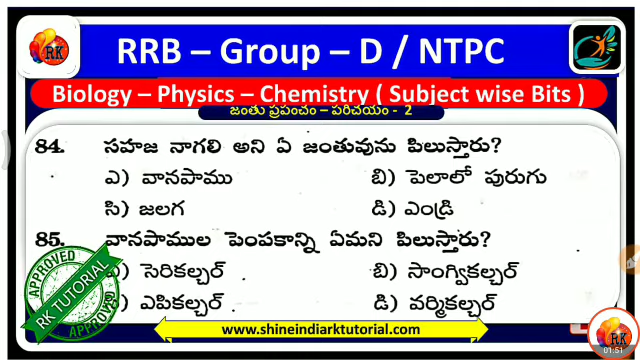 RK
RRB – Group – D / NTPC
Biology – Physics – Chemistry ( Subject wise Bits )
జంతు ప్రపంచం – పరిచయం - 2
84. సహజ నాగలి అని ఏ జంతువును పిలుస్తారు?
ఎ) వానపాము బి) పెలాలో పురుగు
సి) జలగ డి) ఎండ్రి
85. వానపాముల పెంపకాన్ని ఏమని పిలుస్తారు?
సెరికల్చర్ బి) సాంగ్వికల్చర్
ఎపికల్చర్ డి) వర్మికల్చర్
APPROVED
RK TUTORIAL
APPROVED
www.shineindiarktutorial.com
RK
01:51